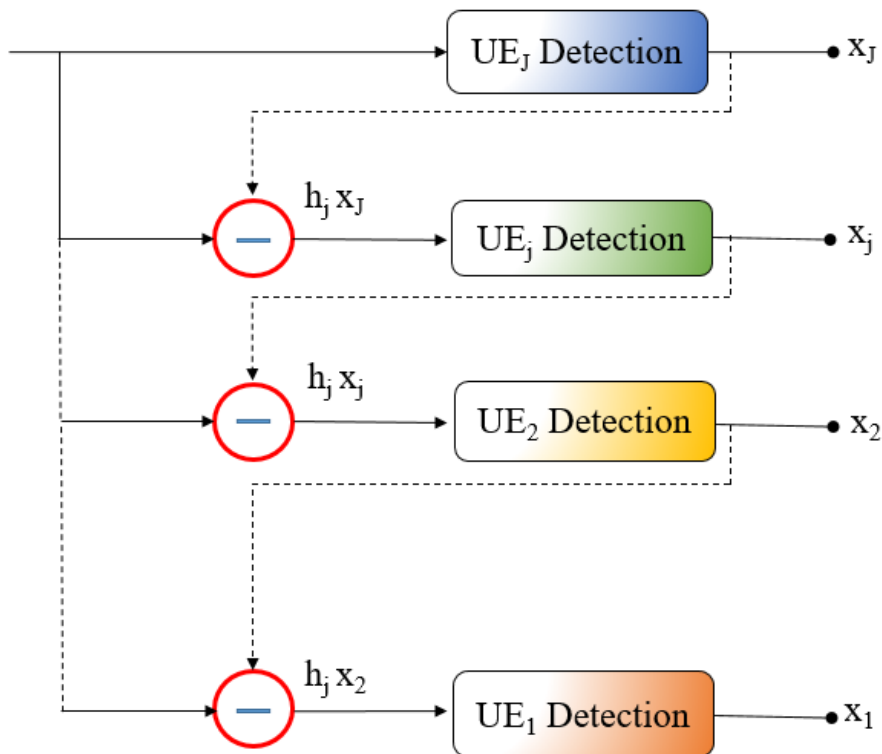 UE_J Detection x_J
h_j x_J
UE_j Detection x_j
h_j x_j
UE_2 Detection x_2
h_j x_2
UE_1 Detection x_1